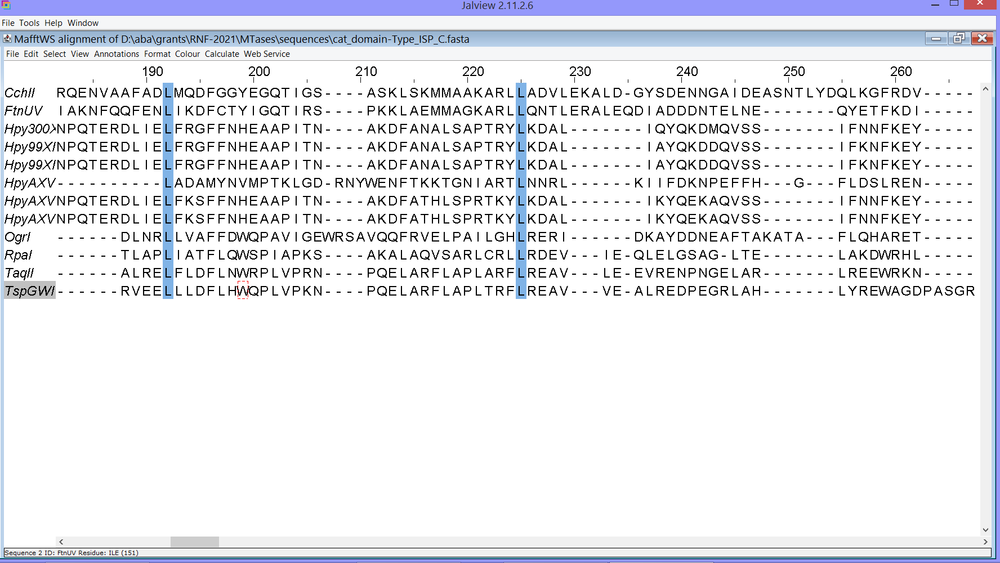 Jalview 2.11.2.6
File Tools Help Window
MafftWS alignment of D:\aba\grants\RNF-2021\MTases\sequences\cat_domain-Type_ISP_C.fasta
File Edit Select View Annotations Format Colour Calculate Web Service
190 200 210 220 230 240 250 260
CchII RQENVAAFADLMQDFGGYEGQTIGS----ASKLSKMMAAKARLLADVLEKALD-GYSDENNGAIDEASNTLYDQLKGFRDV-----
FtnUV IAKNFQQFENLIKDFCTYIGQTIRS----PKKLAEMMAGKARLLQNTLERALEQDIADDDNTELNE-------QYETFKDI-----
Hpy300X NPQTERDLIELFRGFFNHEAAPITN----AKDFANALSAPTRYLKDAL-------IQYQKDMQVSS-------IFNNFKEY-----
Hpy99XI NPQTERDLIELFRGFFNHEAAPITN----AKDFANALSAPTRYLKDAL-------IAYQKDDQVSS-------IFKNFKEY-----
Hpy99XI NPQTERDLIELFRGFFNHEAAPITN----AKDFANALSAPTRYLKDAL-------IAYQKDDQVSS-------IFKNFKEY-----
HpyAXV ----------LADAMYNVMPTKLGD-RNYWENFTKKTGNIARTLNNRL------KIIFDKNPEFFH---G---FLDSLREN-----
HpyAXV NPQTERDLIELFKSFFNHEAAPITN----AKDFATHLSPRTKYLKDAL-------IKYQEKAQVSS-------IFNNFKEY-----
HpyAXV NPQTERDLIELFKSFFNHEAAPITN----AKDFATHLSPRTKYLKDAL-------IKYQEKAQVSS-------IFNNFKEY-----
OgrI ------DLNRLLVAFFDWQPAVIGEWRSAVQQFRVELPAILGHLRERI------DKAYDDNEAFTAKATA---FLQHARET-----
RpaI ------TLAPLIATFLQWSPIAPKS----AKALAQVSARLCRLLRDEV---IE-QLELGSAG-LTE-------LAKDWRHL-----
TaqII ------ALRELFLDFLNWRPLVPRN----PQELARFLAPLARFLREAV---LE-EVRENPNGELAR-------LREEWRKN-----
TspGWI ------RVEELLLDFLHWQPLVPKN----PQELARFLAPLTRFLREAV---VE-ALREDPEGRLAH-------LYREWAGDPASGR
Sequence 2 ID: FtnUV Residue: ILE (151)